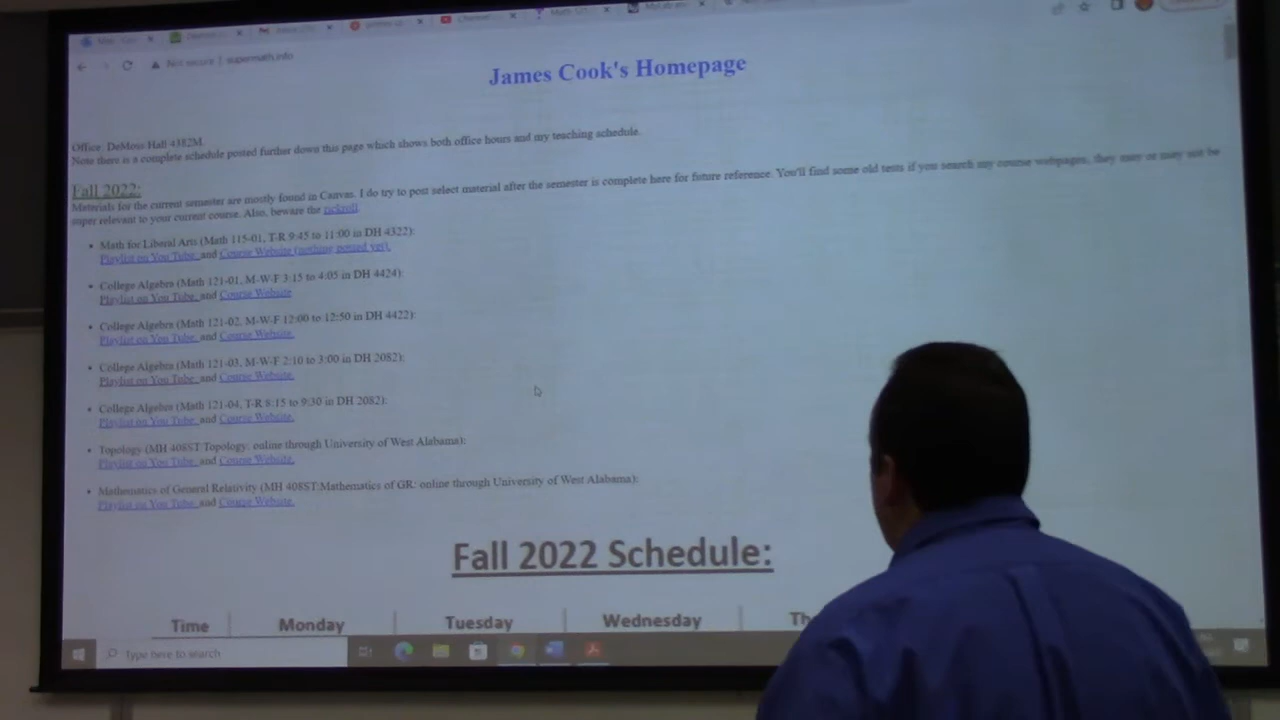 Not secure | supermath.info
James Cook's Homepage
Office: DeMoss Hall 4382M.
Note there is a complete schedule posted further down this page which shows both office hours and my teaching schedule.
Fall 2022:
Materials for the current semester are mostly found in Canvas. I do try to post select material after the semester is complete here for future reference. You'll find some old tests if you search my course webpages, they may or may not be
super relevant to your current course. Also, beware the rickroll
• Math for Liberal Arts (Math 115-01, T-R 9:45 to 11:00 in DH 4322):
Playlist on You Tube, and Course Website (nothing posted yet).
• College Algebra (Math 121-01, M-W-F 3:15 to 4:05 in DH 4424):
Playlist on You Tube, and Course Website
• College Algebra (Math 121-02, M-W-F 12:00 to 12:50 in DH 4422):
Playlist on You Tube, and Course Website.
• College Algebra (Math 121-03, M-W-F 2:10 to 3:00 in DH 2082):
Playlist on You Tube, and Course Website.
• College Algebra (Math 121-04, T-R 8:15 to 9:30 in DH 2082):
Playlist on You Tube, and Course Website.
• Topology (MH 408ST:Topology: online through University of West Alabama):
Playlist on You Tube, and Course Website.
• Mathematics of General Relativity (MH 408ST:Mathematics of GR: online through University of West Alabama):
Playlist on You Tube, and Course Website.
Fall 2022 Schedule:
Time Monday Tuesday Wednesday Th
Type here to search